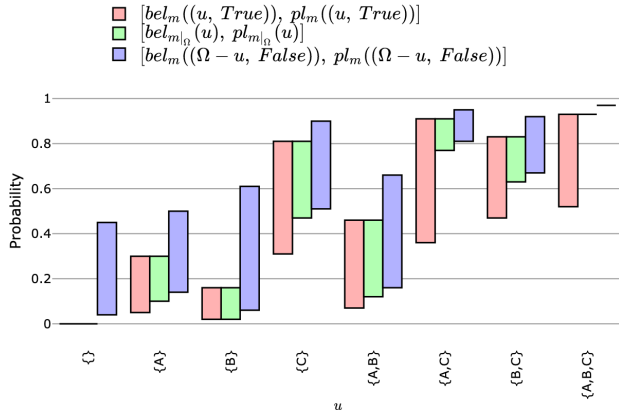 [bel_m((u, True)), pl_m((u, True))]
[bel_{m|_Ω}(u), pl_{m|_Ω}(u)]
[bel_m((Ω − u, False)), pl_m((Ω − u, False))]
1
0.8
0.6
0.4
0.2
0
Probability
{}
{A}
{B}
{C}
{A,B}
{A,C}
{B,C}
{A,B,C}
u